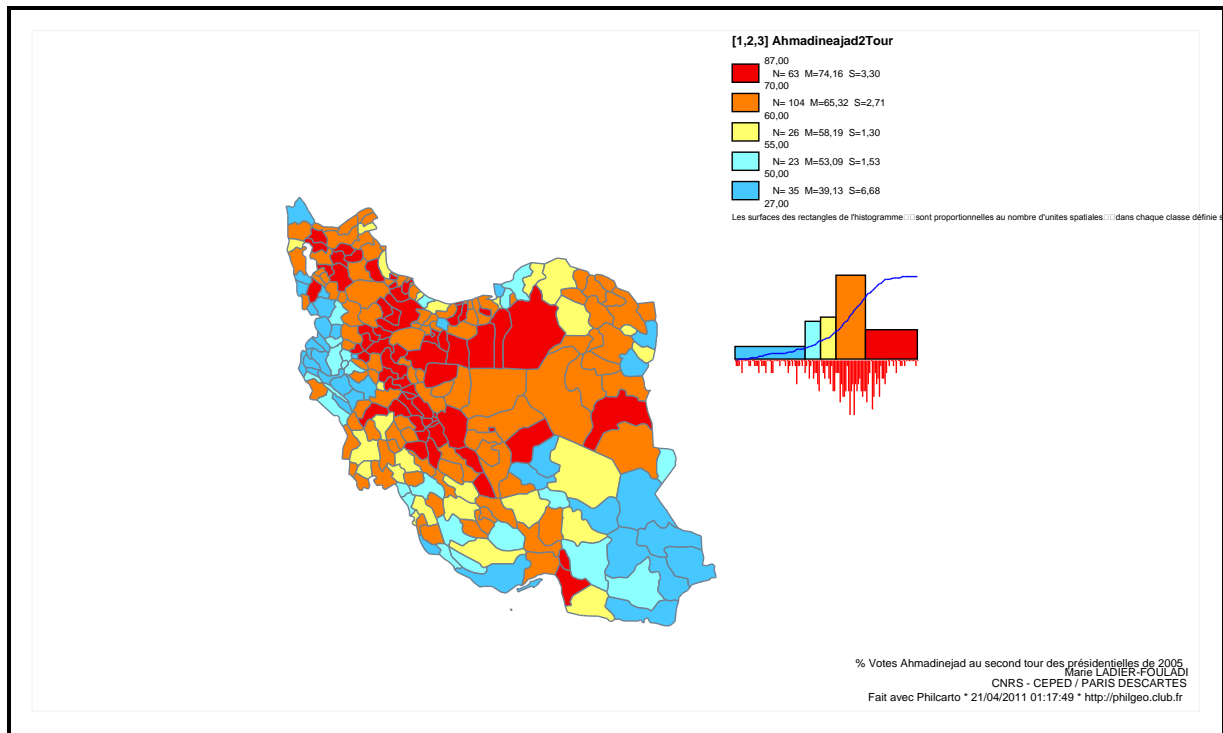 [1,2,3] Ahmadineajad2Tour
87,00
N= 63 M=74,16 S=3,30
70,00
N= 104 M=65,32 S=2,71
60,00
N= 26 M=58,19 S=1,30
55,00
N= 23 M=53,09 S=1,53
50,00
N= 35 M=39,13 S=6,68
27,00
Les surfaces des rectangles de l'histogramme□□sont proportionnelles au nombre d'unites spatiales□□dans chaque classe définie s
% Votes Ahmadinejad au second tour des présidentielles de 2005
Marie LADIER-FOULADI
CNRS - CEPED / PARIS DESCARTES
Fait avec Philcarto * 21/04/2011 01:17:49 * http://philgeo.club.fr